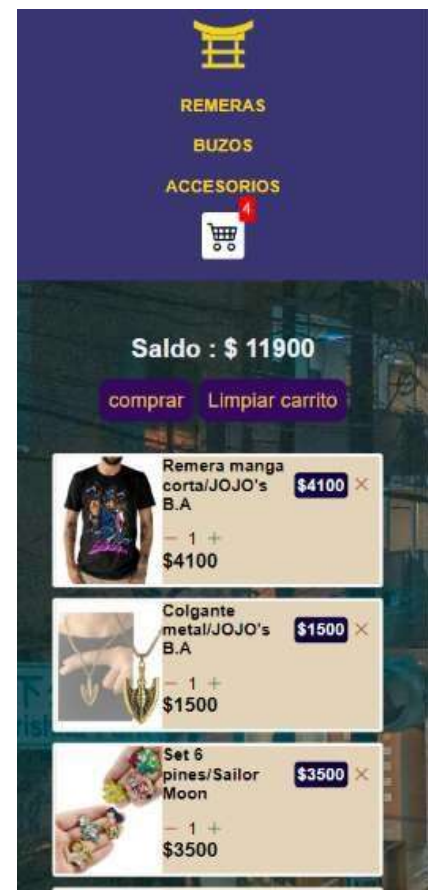 REMERAS
BUZOS
ACCESORIOS
4
Saldo : $ 11900
comprar Limpiar carrito
Remera manga
corta/JOJO's
B.A
$4100 ×
− 1 +
$4100
Colgante
metal/JOJO's
B.A
$1500 ×
− 1 +
$1500
Set 6
pines/Sailor
Moon
$3500 ×
− 1 +
$3500